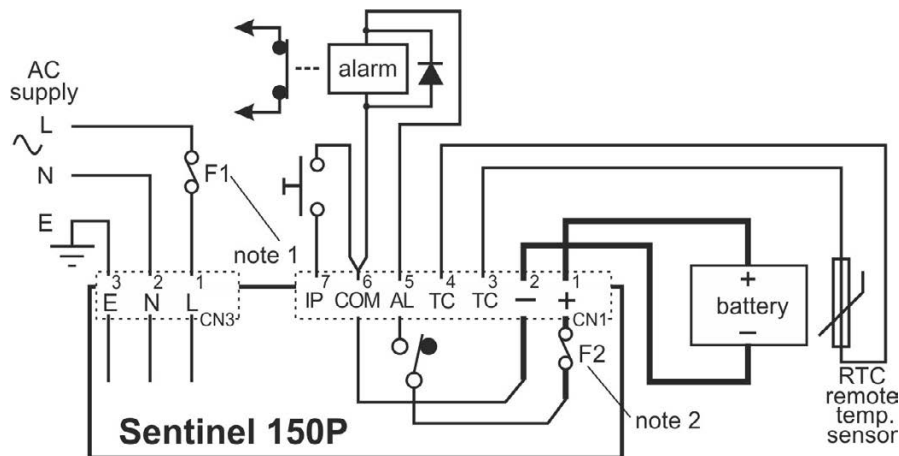 alarm
AC
supply
L
N
E
F1
note 1
3 2 1
E N L
CN3
7 6 5 4 3 2 1
IP COM AL TC TC − +
CN1
F2
note 2
+
battery
−
RTC
remote
temp.
sensor
Sentinel 150P